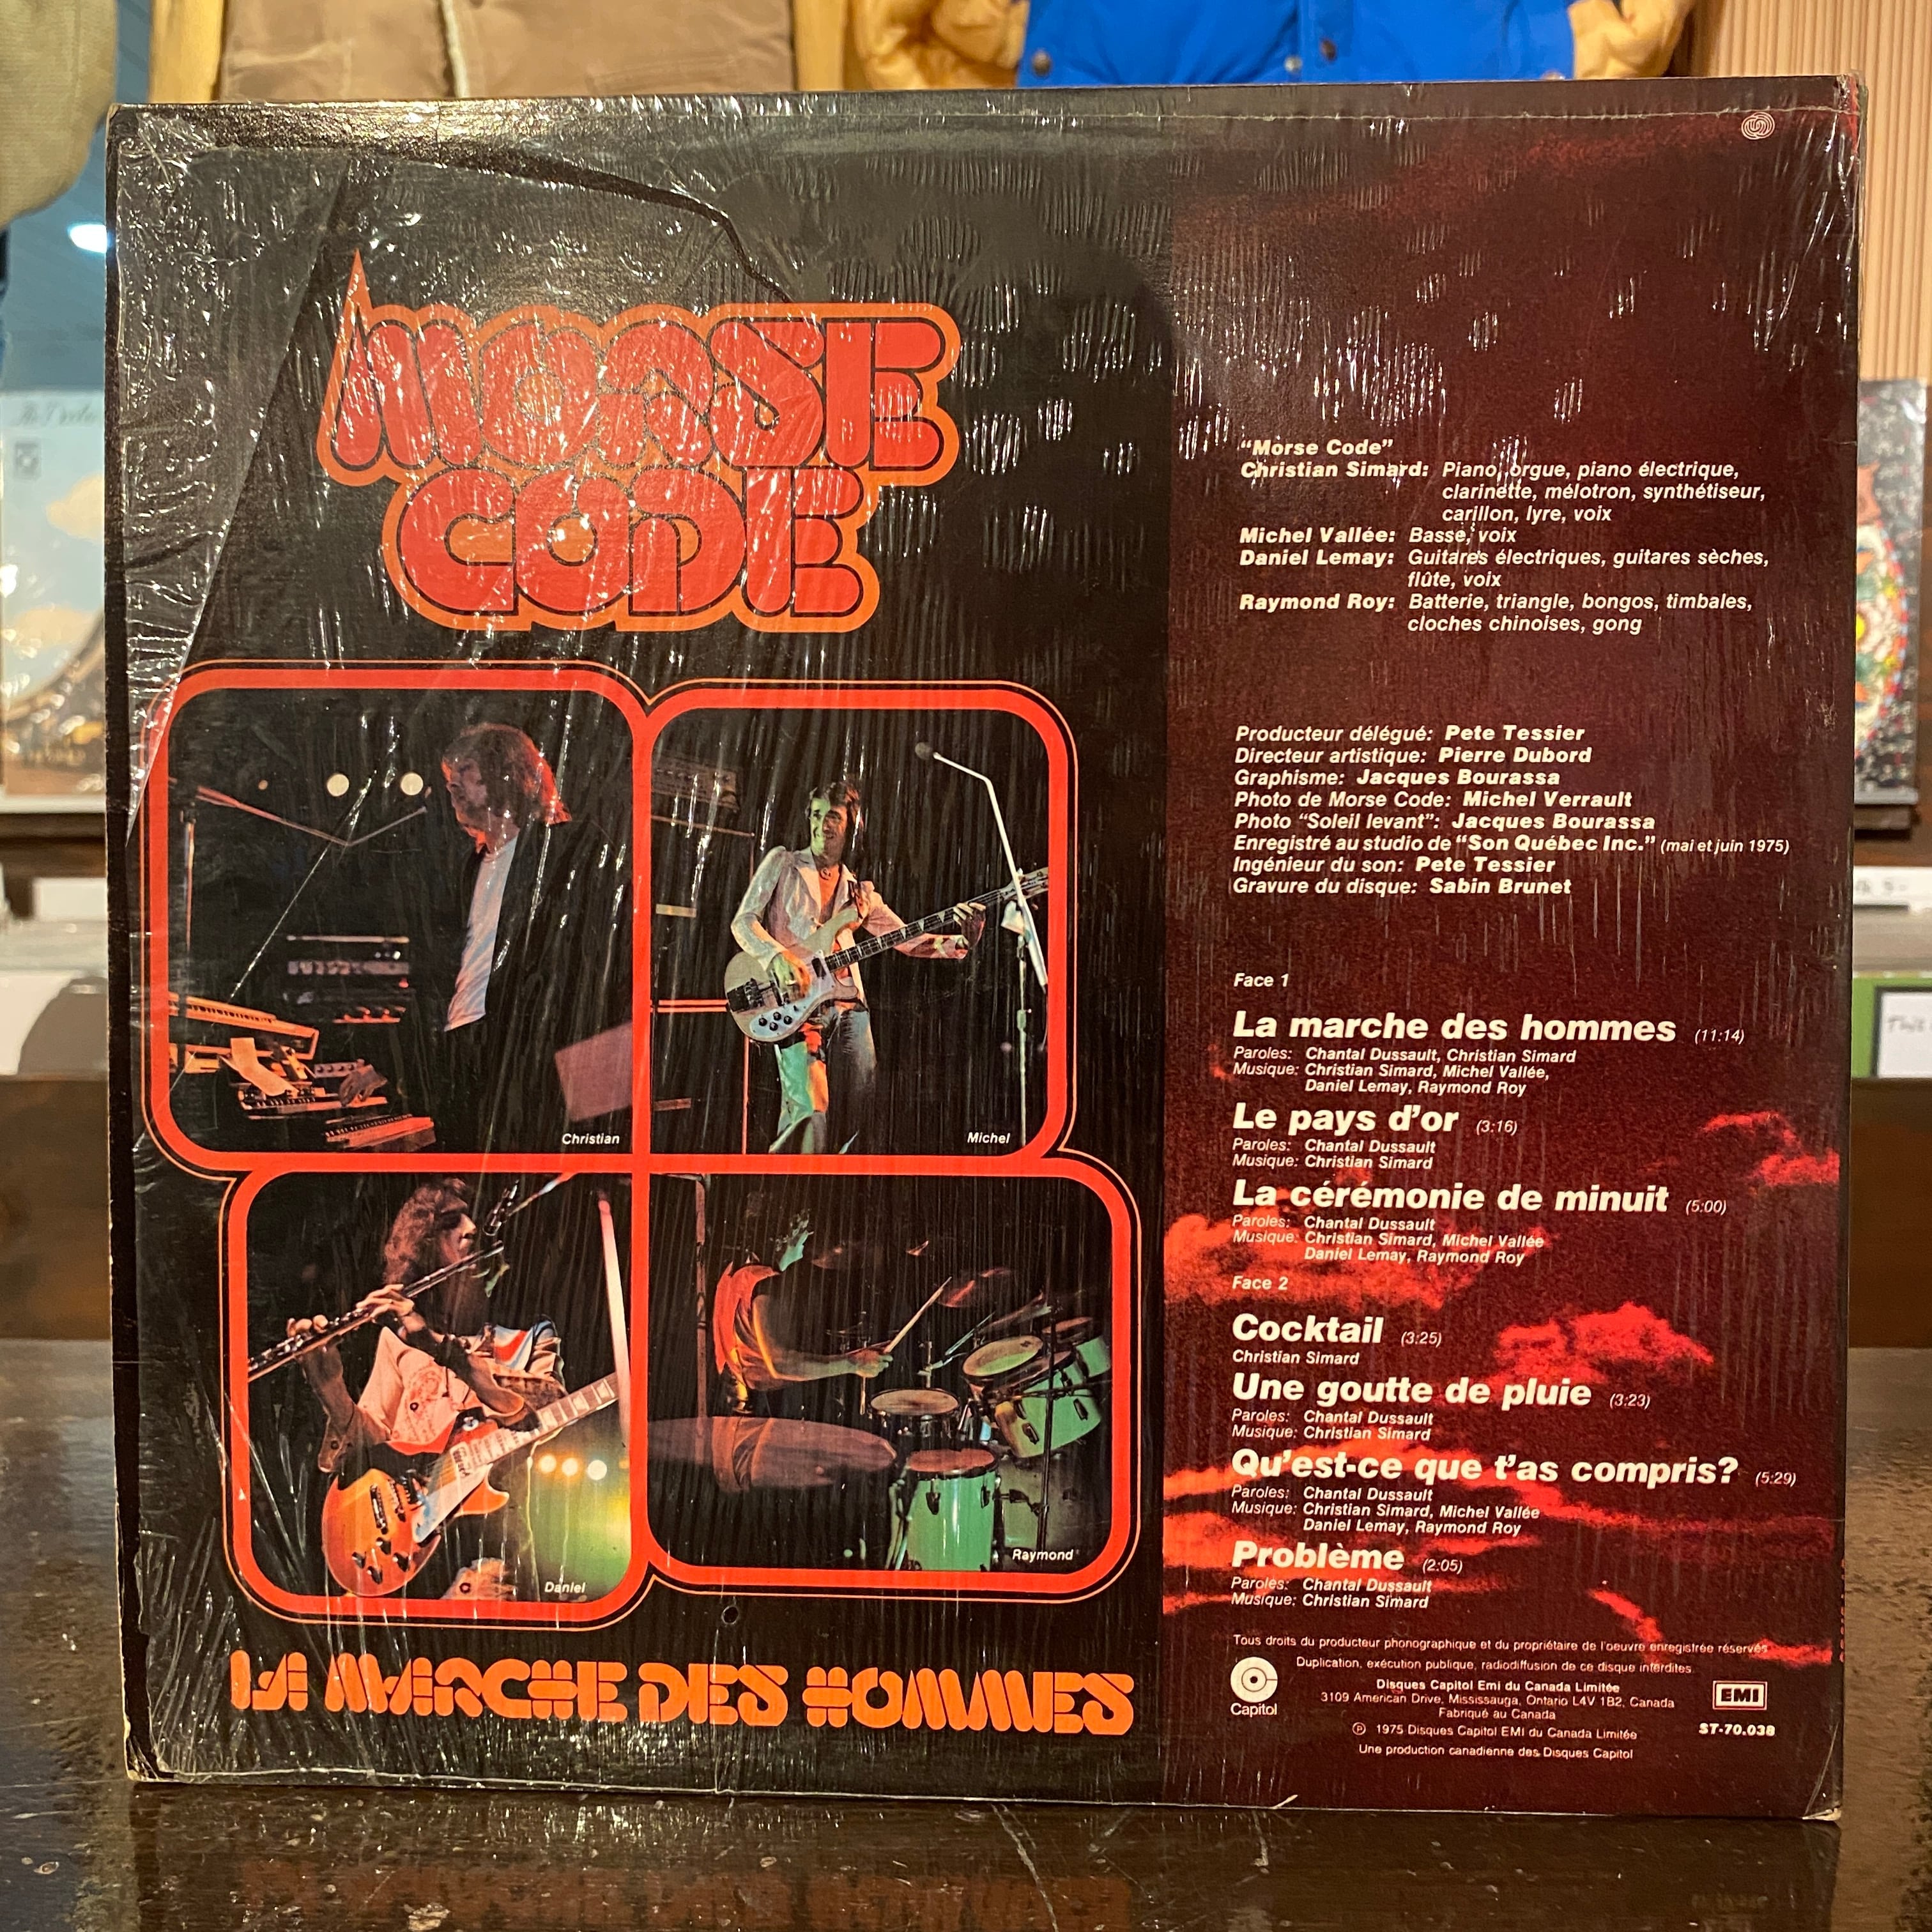 MORSE
CODE
Christian
Michel
Daniel
Raymond
LA MARCHE DES HOMMES
"Morse Code"
Christian Simard: Piano, orgue, piano électrique,
clarinette, mélotron, synthétiseur,
carillon, lyre, voix
Michel Vallée: Basse, voix
Daniel Lemay: Guitares électriques, guitares sèches,
flûte, voix
Raymond Roy: Batterie, triangle, bongos, timbales,
cloches chinoises, gong
Producteur délégué: Pete Tessier
Directeur artistique: Pierre Dubord
Graphisme: Jacques Bourassa
Photo de Morse Code: Michel Verrault
Photo "Soleil levant": Jacques Bourassa
Enregistré au studio de "Son Québec Inc." (mai et juin 1975)
Ingénieur du son: Pete Tessier
Gravure du disque: Sabin Brunet
Face 1
La marche des hommes (11:14)
Paroles: Chantal Dussault, Christian Simard
Musique: Christian Simard, Michel Vallée,
Daniel Lemay, Raymond Roy
Le pays d'or (3:16)
Paroles: Chantal Dussault
Musique: Christian Simard
La cérémonie de minuit (5:00)
Paroles: Chantal Dussault
Musique: Christian Simard, Michel Vallée
Daniel Lemay, Raymond Roy
Face 2
Cocktail (3:25)
Christian Simard
Une goutte de pluie (3:23)
Paroles: Chantal Dussault
Musique: Christian Simard
Qu'est-ce que t'as compris? (5:29)
Paroles: Chantal Dussault
Musique: Christian Simard, Michel Vallée
Daniel Lemay, Raymond Roy
Problème (2:05)
Paroles: Chantal Dussault
Musique: Christian Simard
Tous droits du producteur phonographique et du propriétaire de l'oeuvre enregistrée réservés
Duplication, exécution publique, radiodiffusion de ce disque interdites.
Disques Capitol Emi du Canada Limitée
3109 American Drive, Mississauga, Ontario L4V 1B2, Canada
Fabriqué au Canada
℗ 1975 Disques Capitol EMI du Canada Limitée
Une production canadienne des Disques Capitol
Capitol
EMI
ST-70.038